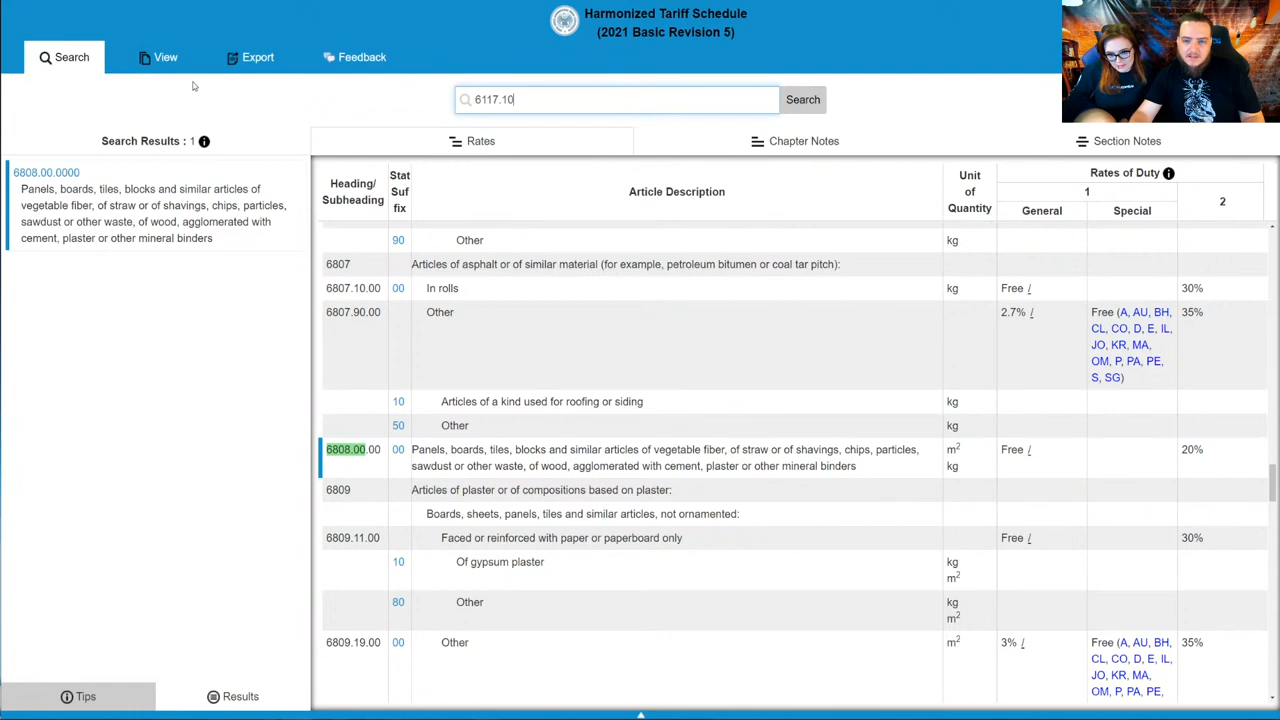 Harmonized Tariff Schedule
(2021 Basic Revision 5)
Search
View
Export
Feedback
6117.10
Search
Search Results : 1
Rates
Chapter Notes
Section Notes
6808.00.0000
Panels, boards, tiles, blocks and similar articles of
vegetable fiber, of straw or of shavings, chips, particles,
sawdust or other waste, of wood, agglomerated with
cement, plaster or other mineral binders
Heading/
Subheading
Stat
Suf
fix
Article Description
Unit
of
Quantity
Rates of Duty
1
General
Special
2
90 Other kg
6807 Articles of asphalt or of similar material (for example, petroleum bitumen or coal tar pitch):
6807.10.00 00 In rolls kg Free / 30%
6807.90.00 Other 2.7% / Free (A, AU, BH, 35%
CL, CO, D, E, IL,
JO, KR, MA,
OM, P, PA, PE,
S, SG)
10 Articles of a kind used for roofing or siding kg
50 Other kg
6808.00.00 00 Panels, boards, tiles, blocks and similar articles of vegetable fiber, of straw or of shavings, chips, particles, m2 Free / 20%
sawdust or other waste, of wood, agglomerated with cement, plaster or other mineral binders kg
6809 Articles of plaster or of compositions based on plaster:
Boards, sheets, panels, tiles and similar articles, not ornamented:
6809.11.00 Faced or reinforced with paper or paperboard only Free / 30%
10 Of gypsum plaster kg
m2
80 Other kg
m2
6809.19.00 00 Other m2 3% / Free (A, AU, BH, 35%
CL, CO, D, E, IL,
JO, KR, MA,
OM, P, PA, PE,
Tips
Results